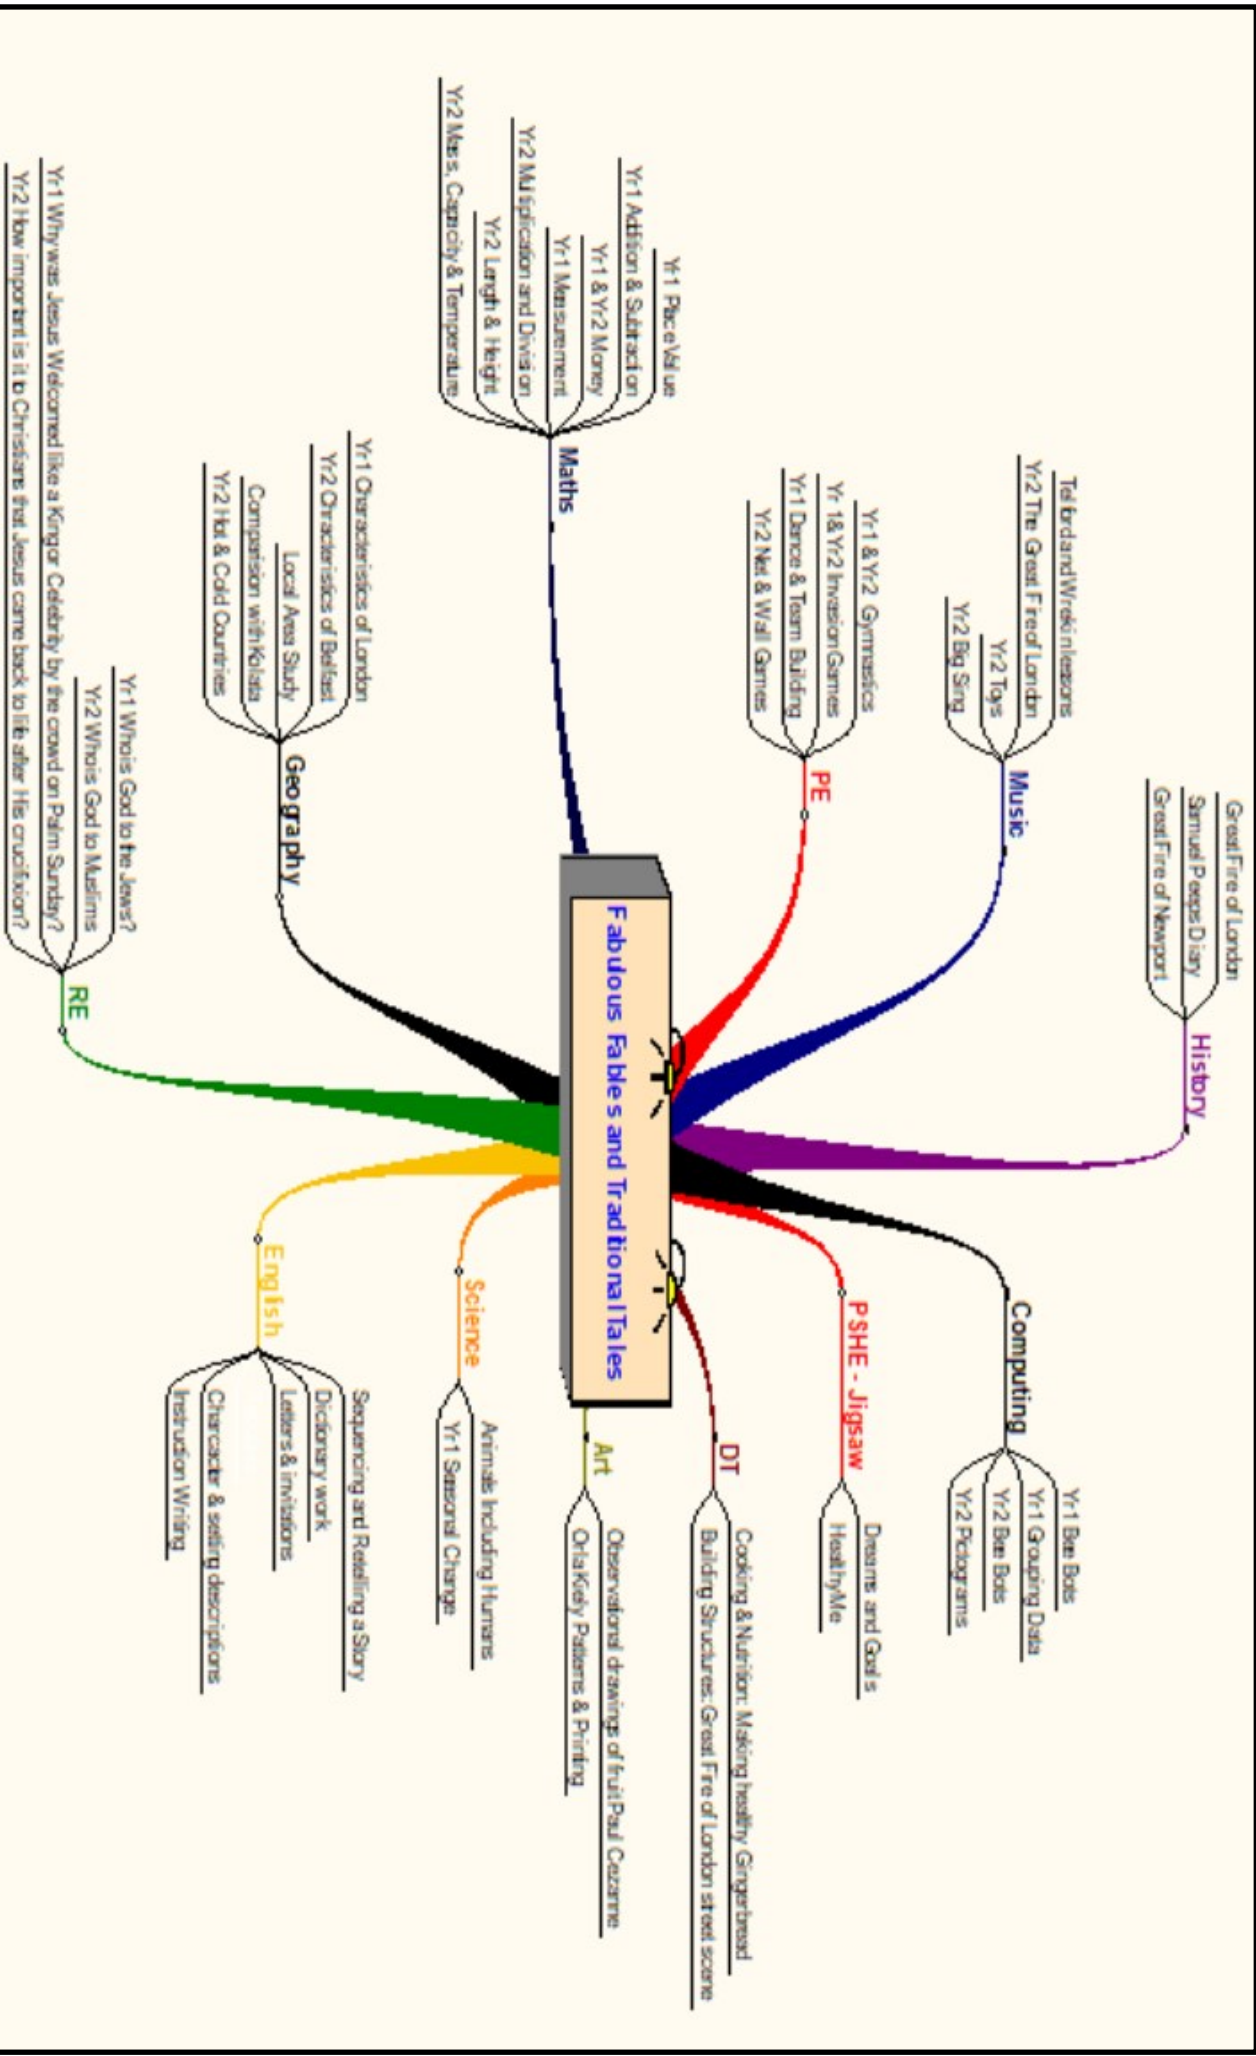 Great Fire of London
Samuel Peeps Diary
Great Fire of Newport
History
Telford and Wrekin lessons
Yr2 The Great Fire of London
Yr2 Toys
Yr2 Big Sing
Music
Yr1 & Yr2 Gymnastics
Yr 1& Yr2 Invasion Games
Yr1 Dance & Team Building
Yr2 Net & Wall Games
PE
Yr1 Place Value
Yr1 Addition & Subtraction
Yr1 & Yr2 Money
Yr1 Measurement
Yr2 Multiplication and Division
Yr2 Length & Height
Yr2 Mass, Capacity & Temperature
Maths
Yr1 Characteristics of London
Yr2 Chracteristics of Belfast
Local Area Study
Comparision with Kolkata
Yr2 Hot & Cold Countries
Geography
Yr1 Who is God to the Jews?
Yr2 Who is God to Muslims
Yr1 Why was Jesus Welcomed like a King or Celebrity by the crowd on Palm Sunday?
Yr2 How important is it to Christians that Jesus came back to life after His crucifixion?
RE
Fabulous Fables and Traditional Tales
Computing
Yr1 Bee Bots
Yr1 Grouping Data
Yr2 Bee Bots
Yr2 Pictograms
PSHE - Jigsaw
Dreams and Goals
Healthy Me
DT
Cooking & Nutrition: Making healthy Gingerbread
Building Structures: Great Fire of London street scene
Art
Observational drawings of fruit Paul Cezanne
Orla Kiely Patterns & Printing
Science
Animals Including Humans
Yr1 Seasonal Change
English
Sequencing and Retelling a Story
Dictionary work
Letters & invitations
Charcacter & setting descriptions
Instruction Writing